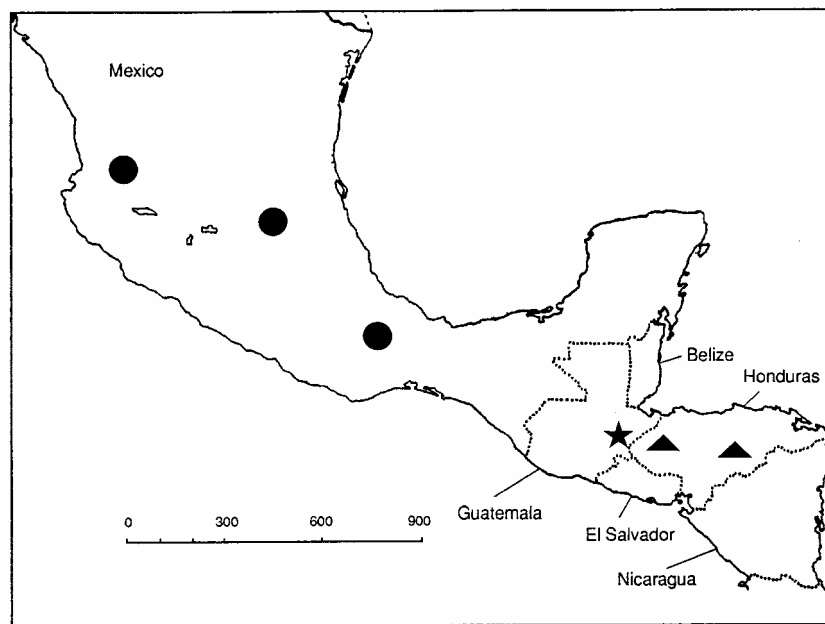 Mexico
Belize
Honduras
Guatemala
El Salvador
Nicaragua
0 300 600 900